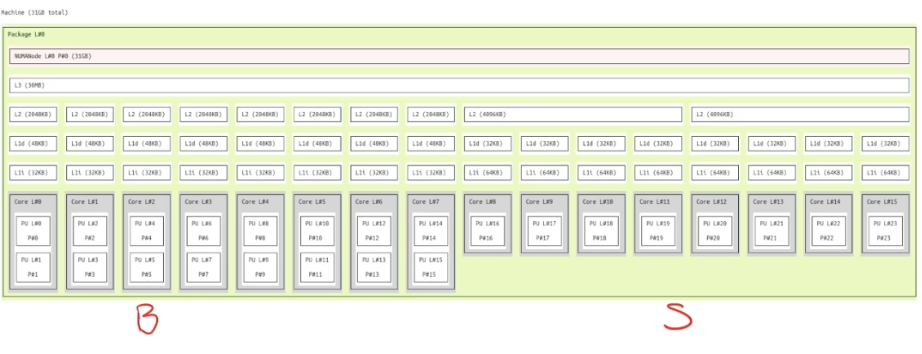 Machine (31GB total)
Package L#0
NUMANode L#0 P#0 (31GB)
L3 (30MB)
L2 (2048KB) L2 (2048KB) L2 (2048KB) L2 (2048KB) L2 (2048KB) L2 (2048KB) L2 (2048KB) L2 (2048KB) L2 (4096KB) L2 (4096KB)
L1d (48KB) L1d (48KB) L1d (48KB) L1d (48KB) L1d (48KB) L1d (48KB) L1d (48KB) L1d (48KB) L1d (32KB) L1d (32KB) L1d (32KB) L1d (32KB) L1d (32KB) L1d (32KB) L1d (32KB) L1d (32KB)
L1i (32KB) L1i (32KB) L1i (32KB) L1i (32KB) L1i (32KB) L1i (32KB) L1i (32KB) L1i (32KB) L1i (64KB) L1i (64KB) L1i (64KB) L1i (64KB) L1i (64KB) L1i (64KB) L1i (64KB) L1i (64KB)
Core L#0 Core L#1 Core L#2 Core L#3 Core L#4 Core L#5 Core L#6 Core L#7 Core L#8 Core L#9 Core L#10 Core L#11 Core L#12 Core L#13 Core L#14 Core L#15
PU L#0 PU L#2 PU L#4 PU L#6 PU L#8 PU L#10 PU L#12 PU L#14 PU L#16 PU L#17 PU L#18 PU L#19 PU L#20 PU L#21 PU L#22 PU L#23
P#0 P#2 P#4 P#6 P#8 P#10 P#12 P#14 P#16 P#17 P#18 P#19 P#20 P#21 P#22 P#23
PU L#1 PU L#3 PU L#5 PU L#7 PU L#9 PU L#11 PU L#13 PU L#15
P#1 P#3 P#5 P#7 P#9 P#11 P#13 P#15
B S